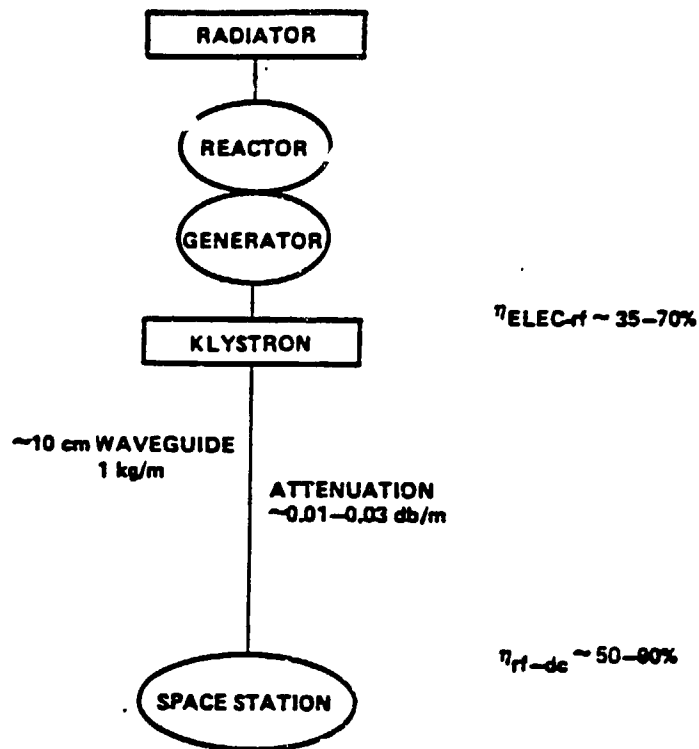 RADIATOR
REACTOR
GENERATOR
ηELEC-rf ~ 35–70%
KLYSTRON
~10 cm WAVEGUIDE
1 kg/m
ATTENUATION
~0.01–0.03 db/m
ηrf–dc ~ 50–90%
SPACE STATION